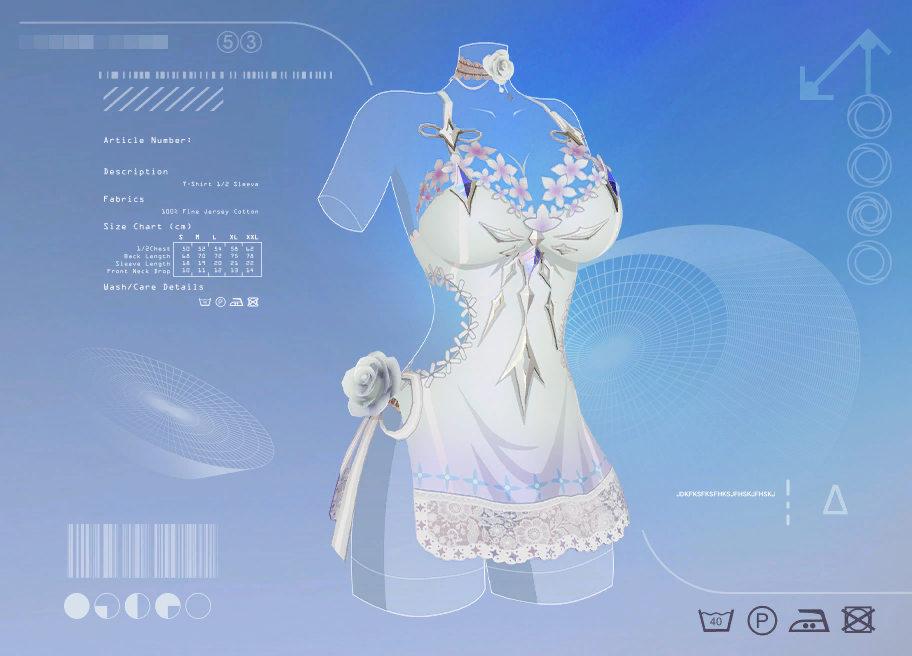 53
Article Number:
Description
T-Shirt 1/2 Sleeve
Fabrics
100% Fine Jersey Cotton
Size Chart (cm)
S M L XL XXL
1/2Chest 50 52 54 58 62
Back Length 68 70 72 75 78
Sleeve Length 18 19 20 21 22
Front Neck Drop 10 11 12 13 14
Wash/Care Details
P
JDKFKSFKSFHKSJFHSKJFHSKJ
Δ
40 P